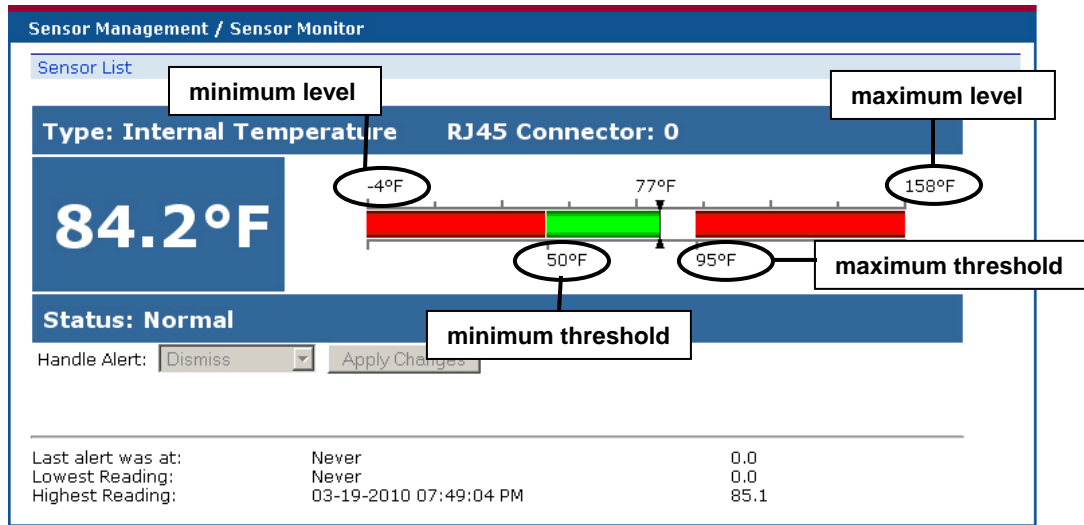 Sensor Management / Sensor Monitor
Sensor List
minimum level
maximum level
Type: Internal Temperature RJ45 Connector: 0
84.2°F
-4°F 77°F 158°F
50°F 95°F
maximum threshold
minimum threshold
Status: Normal
Handle Alert: Dismiss Apply Changes
Last alert was at: Never 0.0
Lowest Reading: Never 0.0
Highest Reading: 03-19-2010 07:49:04 PM 85.1